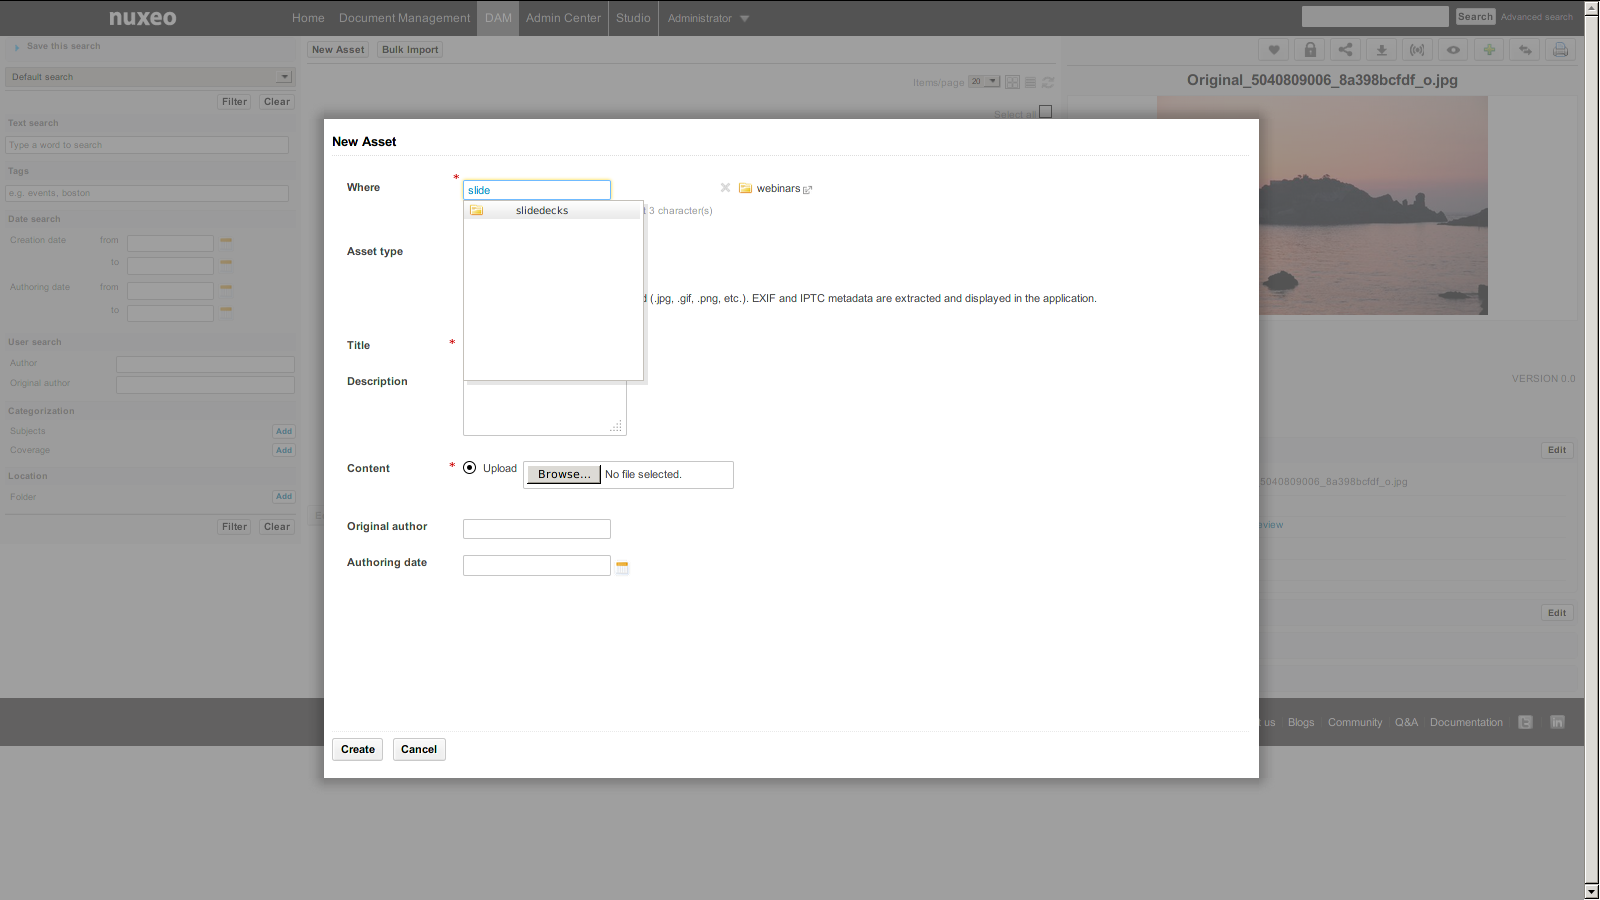 nuxeo
Home Document Management DAM Admin Center Studio Administrator
Search Advanced search
Save this search
Default search
Filter Clear
Text search
Type a word to search
Tags
e.g. events, boston
Date search
Creation date from
to
Authoring date from
to
User search
Author
Original author
Categorization
Subjects Add
Coverage Add
Location
Folder Add
Filter Clear
New Asset Bulk Import
Items/page 20
Select all
Original_5040809006_8a398bcfdf_o.jpg
VERSION 0.0
Edit
5040809006_8a398bcfdf_o.jpg
eview
Edit
New Asset
Where * slide webinars
slidedecks
t 3 character(s)
Asset type
d (.jpg, .gif, .png, etc.). EXIF and IPTC metadata are extracted and displayed in the application.
Title *
Description
Content * Upload Browse... No file selected.
Original author
Authoring date
Create Cancel
t us Blogs Community Q&A Documentation